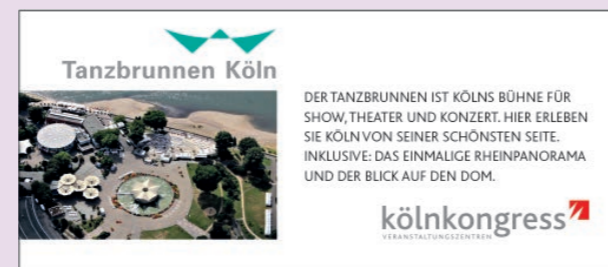 Tanzbrunnen Köln
DER TANZBRUNNEN IST KÖLNS BÜHNE FÜR
SHOW, THEATER UND KONZERT. HIER ERLEBEN
SIE KÖLN VON SEINER SCHÖNSTEN SEITE.
INKLUSIVE: DAS EINMALIGE RHEINPANORAMA
UND DER BLICK AUF DEN DOM.
kölnkongress
VERANSTALTUNGSZENTREN